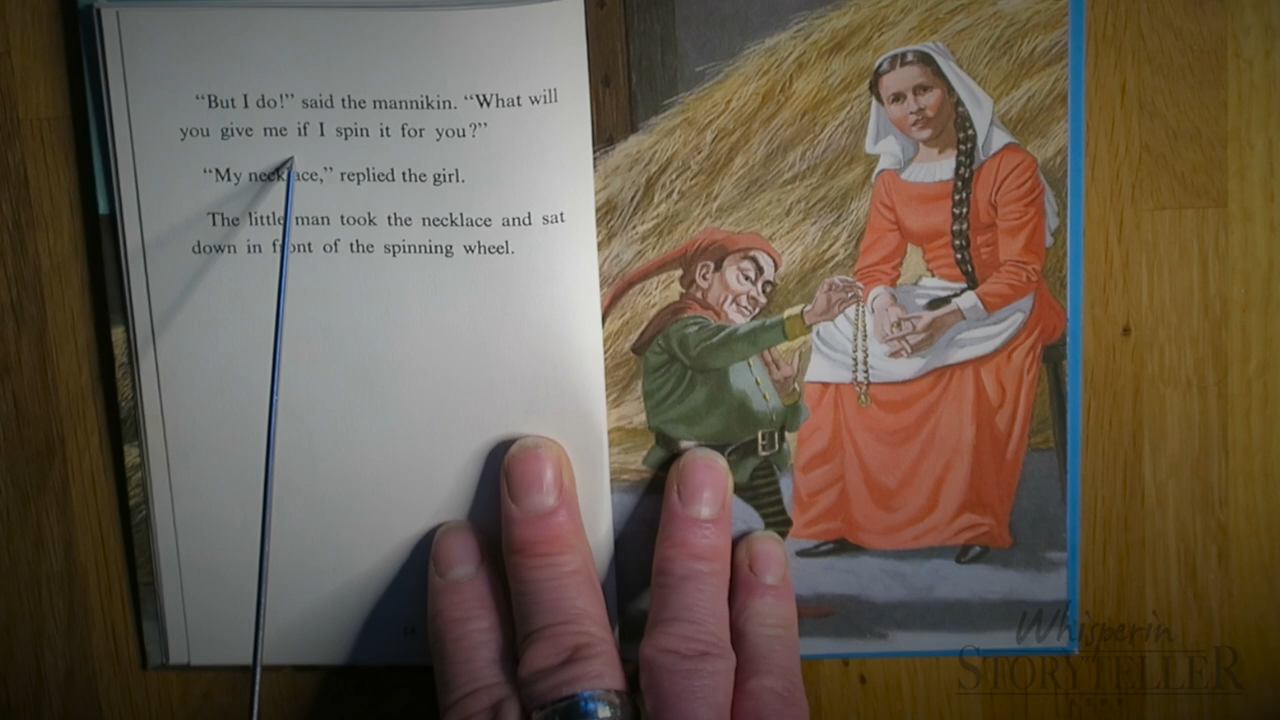 “But I do!” said the mannikin. “What will
you give me if I spin it for you?”
“My necklace,” replied the girl.
The little man took the necklace and sat
down in front of the spinning wheel.
Whisperin
STORYTELLER